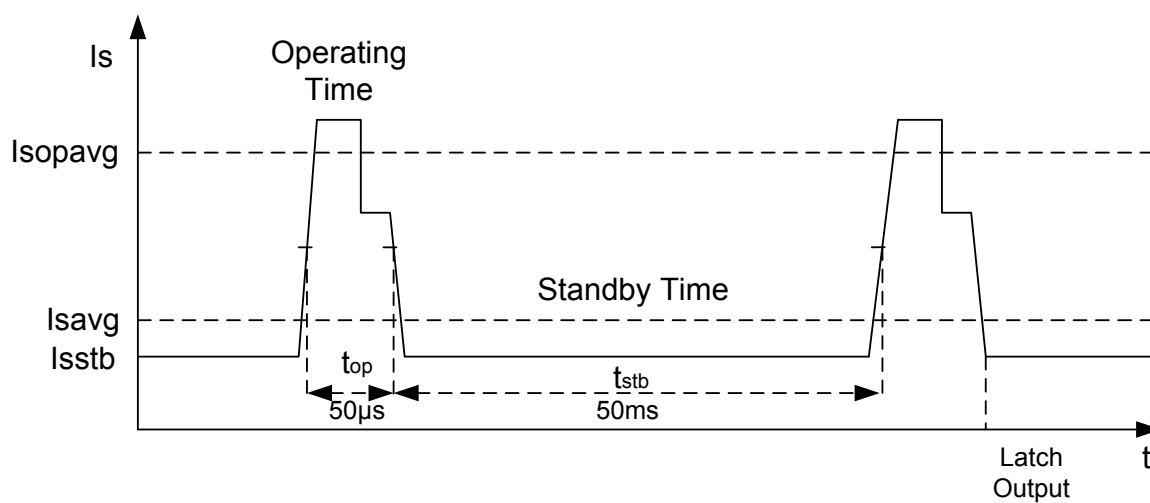 Is
Operating
Time
Isopavg
Standby Time
Isavg
Isstb
top
tstb
50µs
50ms
t
Latch
Output